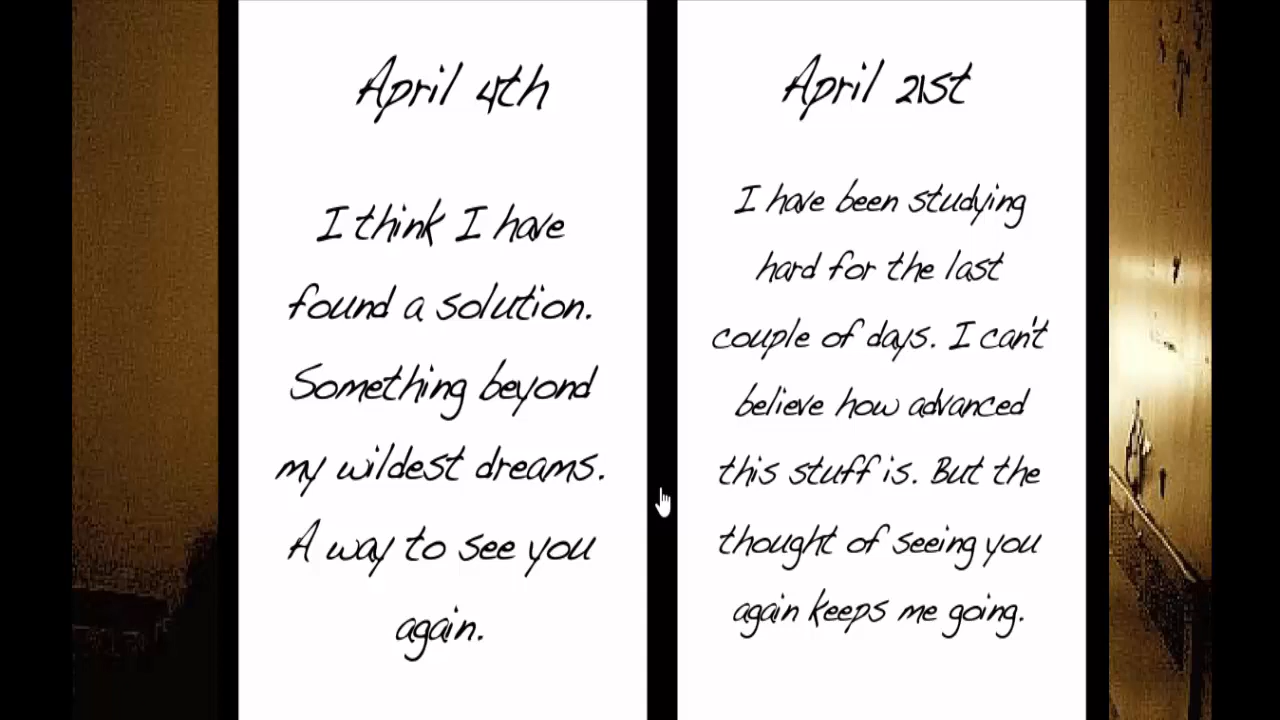 April 4th
I think I have
found a solution.
Something beyond
my wildest dreams.
A way to see you
again.
April 21st
I have been studying
hard for the last
couple of days. I can't
believe how advanced
this stuff is. But the
thought of seeing you
again keeps me going.